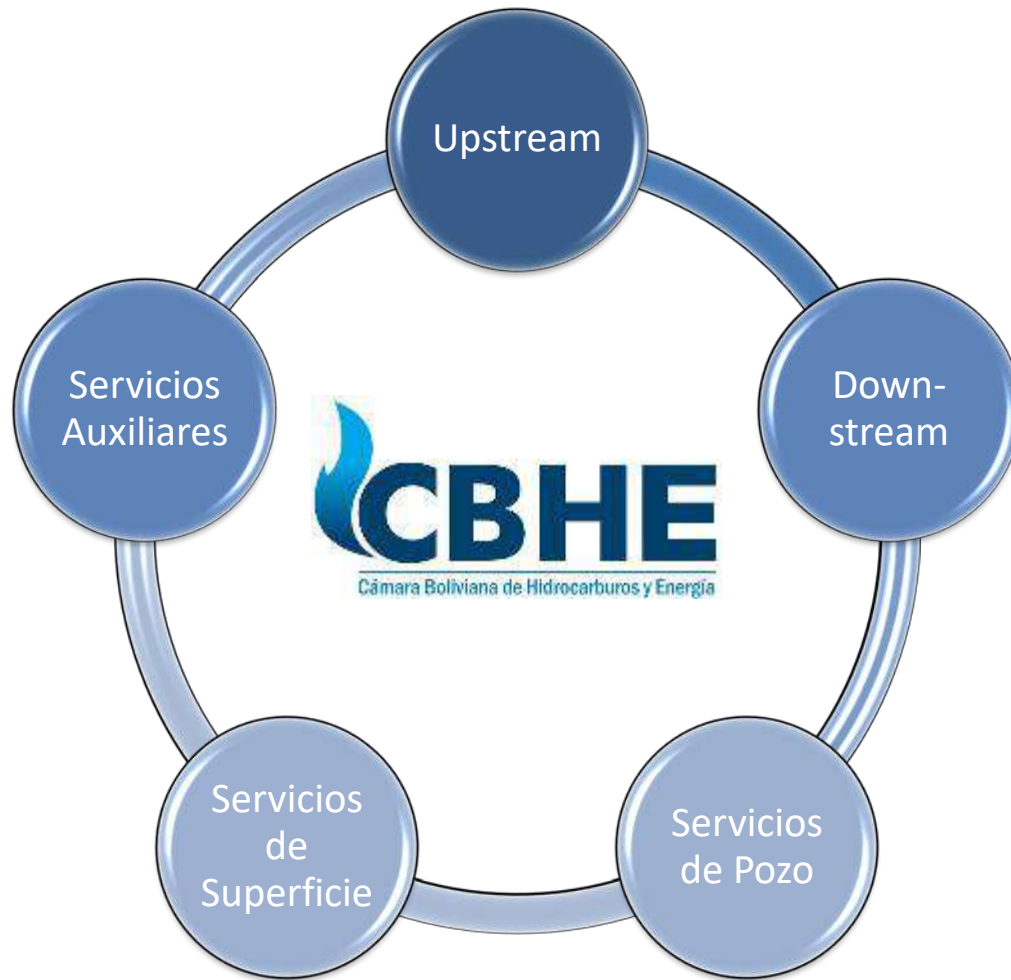 Upstream
Down-
stream
Servicios
de Pozo
Servicios
de
Superficie
Servicios
Auxiliares
CBHE
Cámara Boliviana de Hidrocarburos y Energía